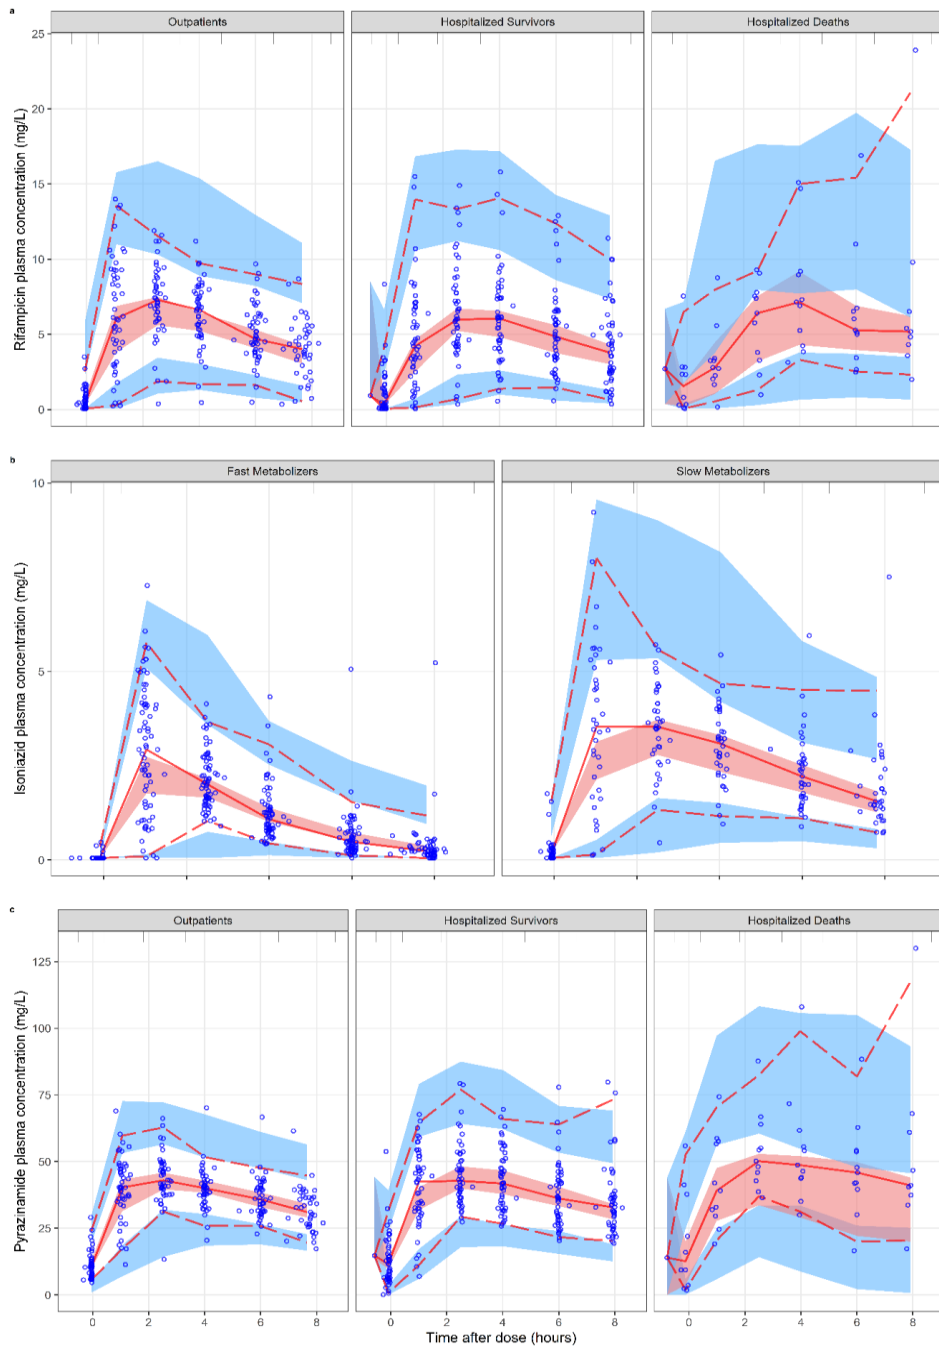 a
Outpatients Hospitalized Survivors Hospitalized Deaths
25
20
15
10
5
0
Rifampicin plasma concentration (mg/L)
b
Fast Metabolizers Slow Metabolizers
10
5
0
Isoniazid plasma concentration (mg/L)
c
Outpatients Hospitalized Survivors Hospitalized Deaths
125
100
75
50
25
0
Pyrazinamide plasma concentration (mg/L)
0 2 4 6 8 0 2 4 6 8 0 2 4 6 8
Time after dose (hours)